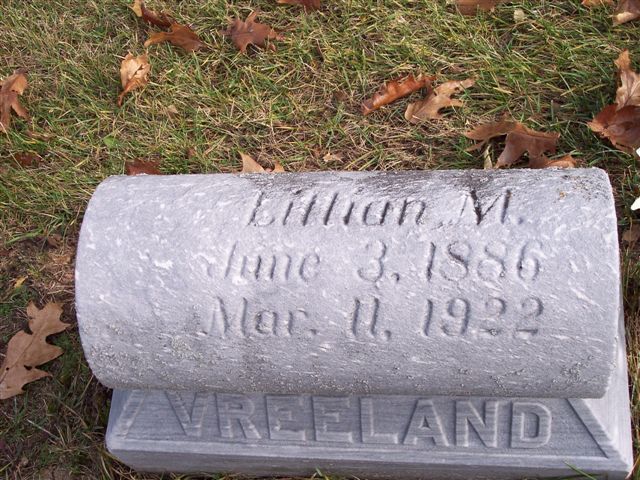 Lillian M.
June 3, 1886
Mar. 11, 1922
VREELAND